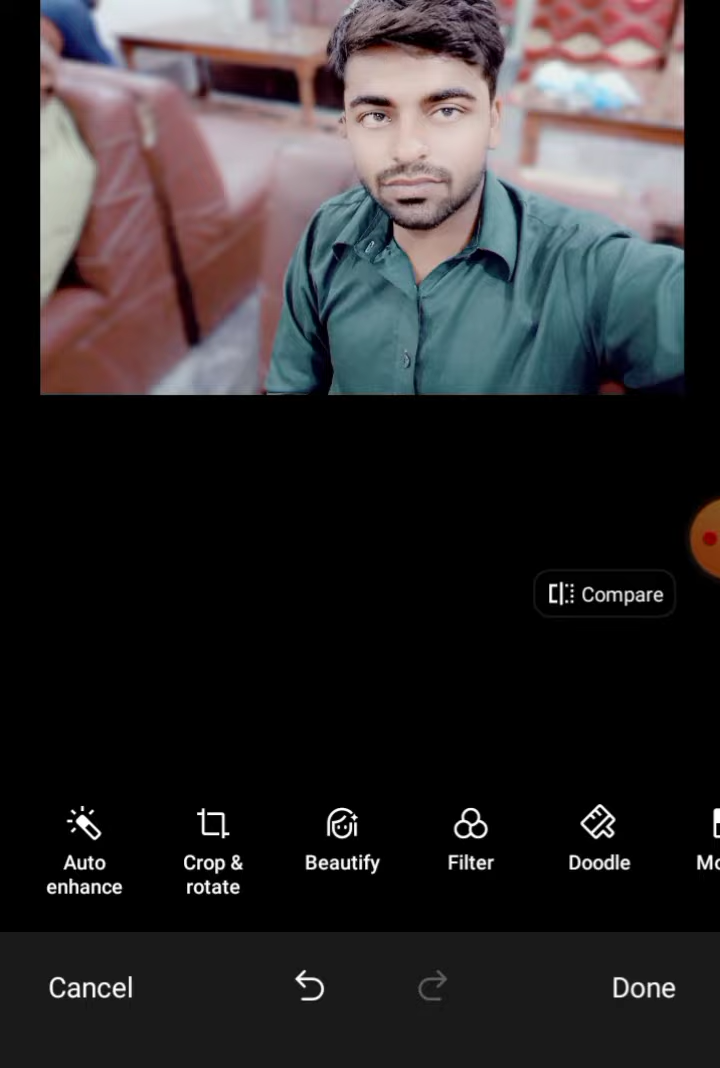 Compare
Auto
enhance
Crop &
rotate
Beautify
Filter
Doodle
Cancel
Done